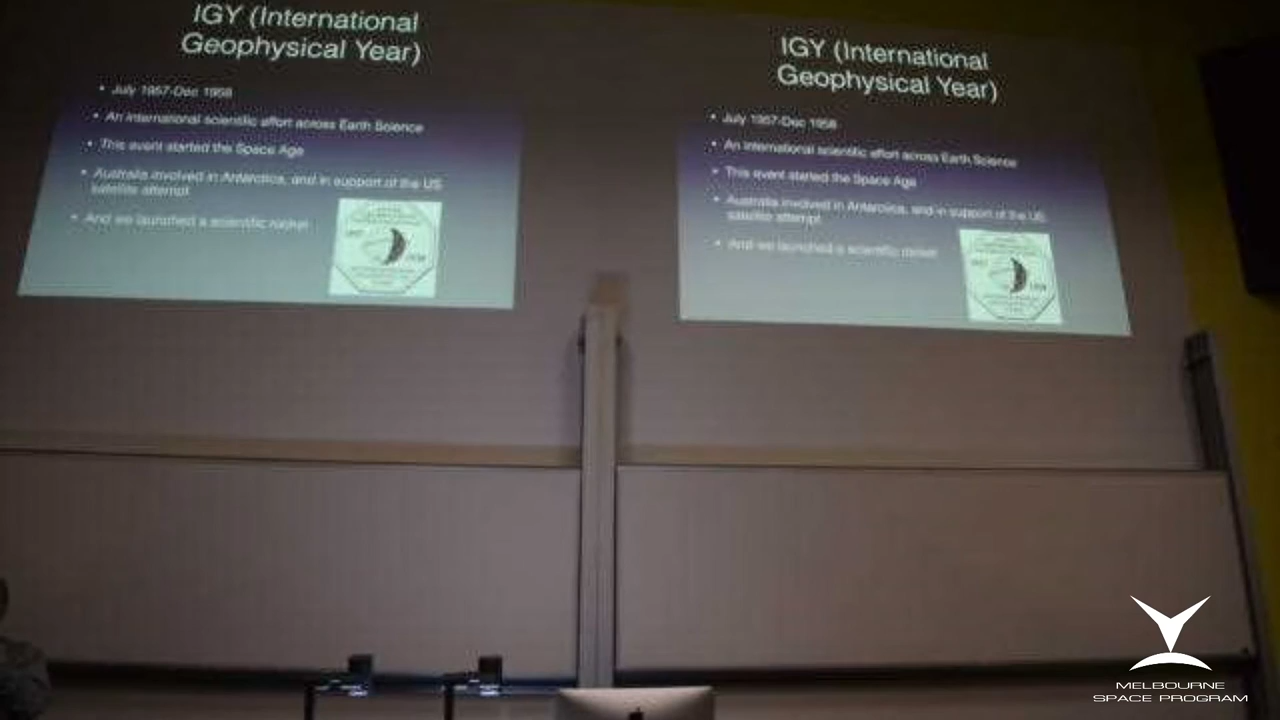 IGY (International
Geophysical Year)
• July 1957-Dec 1958
• An international scientific effort across Earth Science
• This event started the Space Age
• Australia involved in Antarctica, and in support of the US
satellite attempt
• And we launched a scientific rocket
IGY (International
Geophysical Year)
• July 1957-Dec 1958
• An international scientific effort across Earth Science
• This event started the Space Age
• Australia involved in Antarctica, and in support of the US
satellite attempt
• And we launched a scientific rocket
MELBOURNE
SPACE PROGRAM